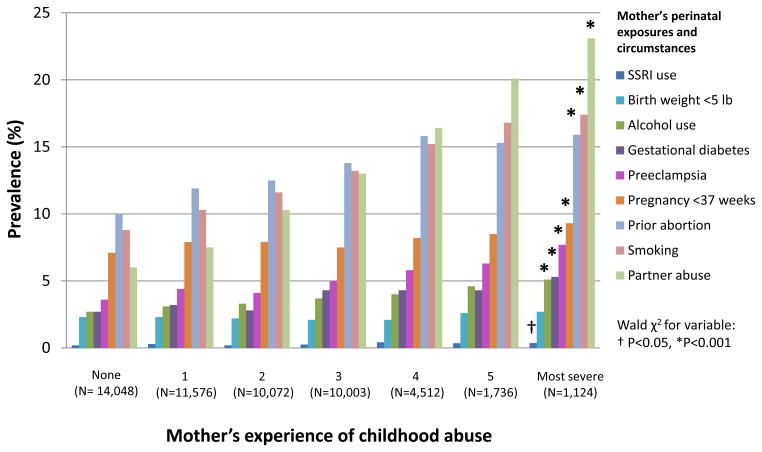 25
20
15
10
5
0
Prevalence (%)
None
(N= 14,048)
1
(N=11,576)
2
(N=10,072)
3
(N=10,003)
4
(N=4,512)
5
(N=1,736)
Most severe
(N=1,124)
Mother’s experience of childhood abuse
†
*
*
*
*
*
*
*
*
Mother’s perinatal
exposures and
circumstances
SSRI use
Birth weight <5 lb
Alcohol use
Gestational diabetes
Preeclampsia
Pregnancy <37 weeks
Prior abortion
Smoking
Partner abuse
Wald χ² for variable:
† P<0.05, *P<0.001